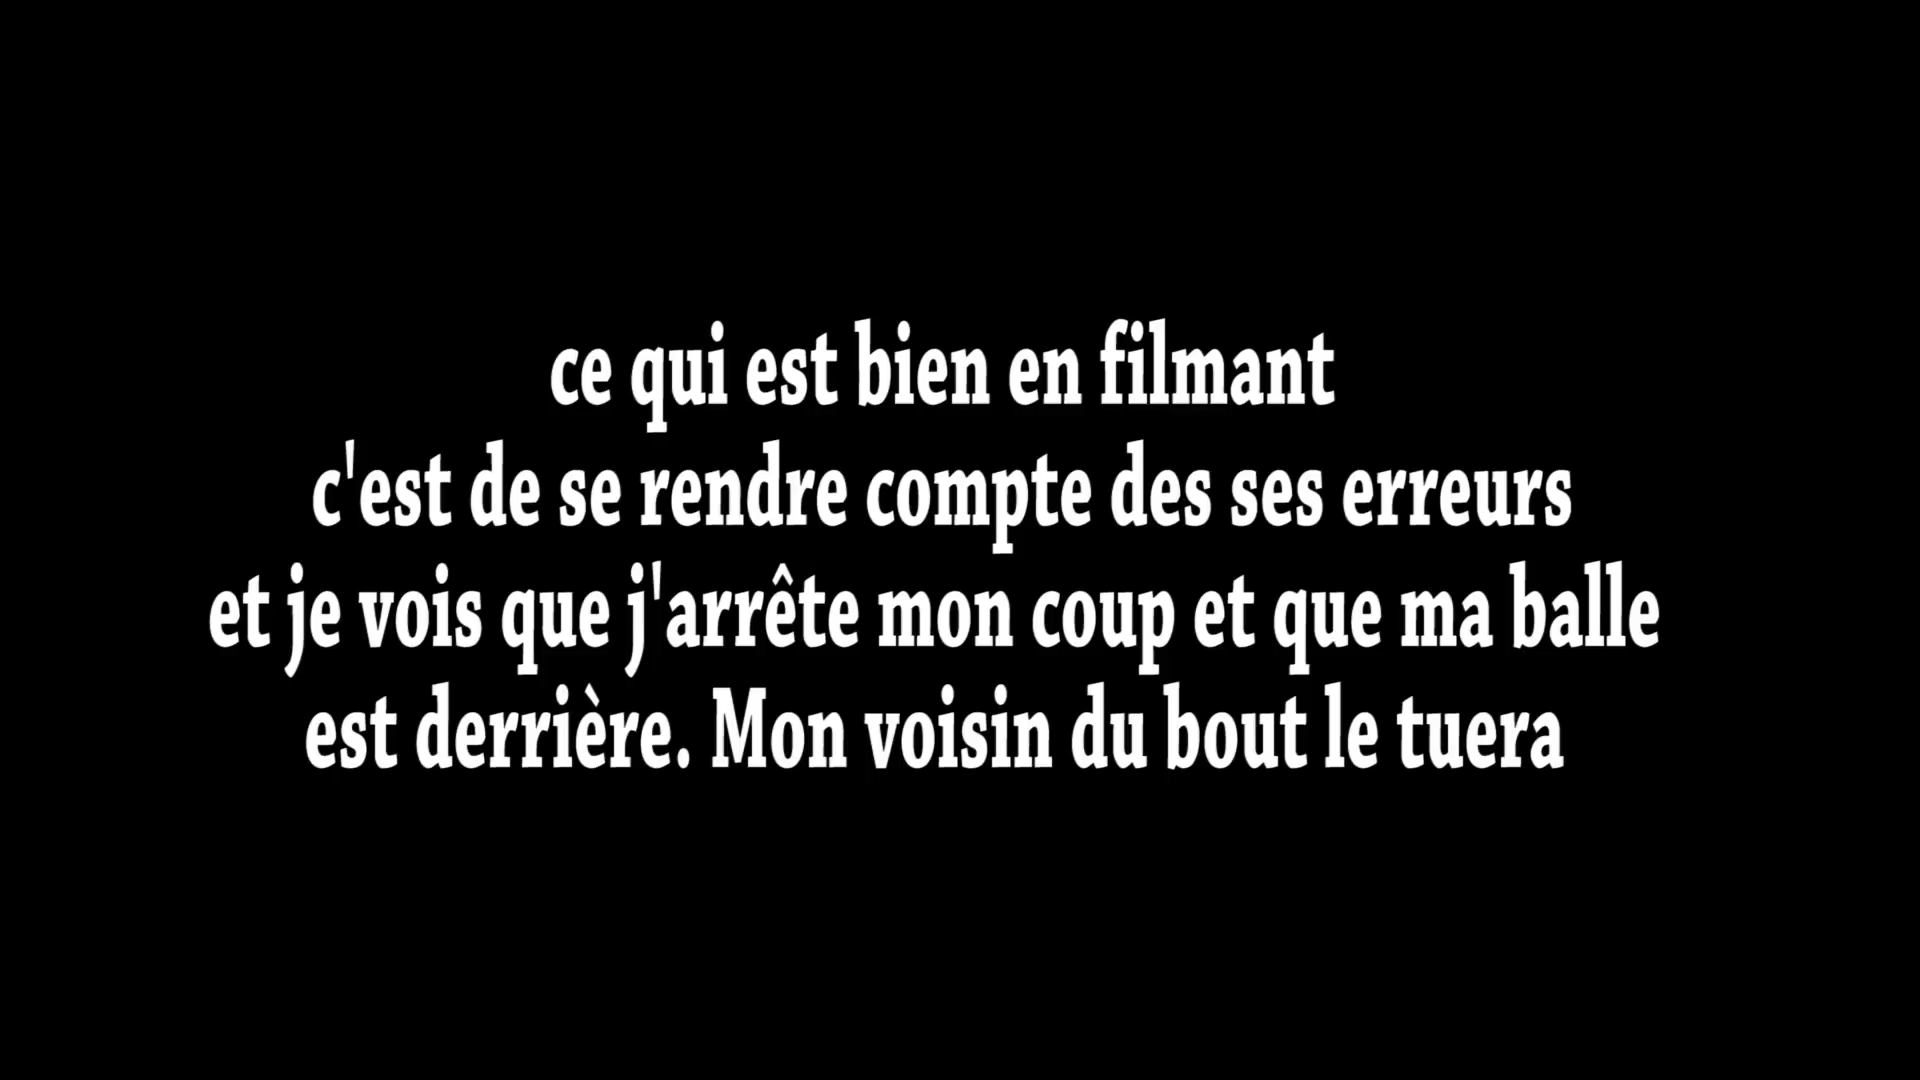 ce qui est bien en filmant
c'est de se rendre compte des ses erreurs
et je vois que j'arrête mon coup et que ma balle
est derrière. Mon voisin du bout le tuera